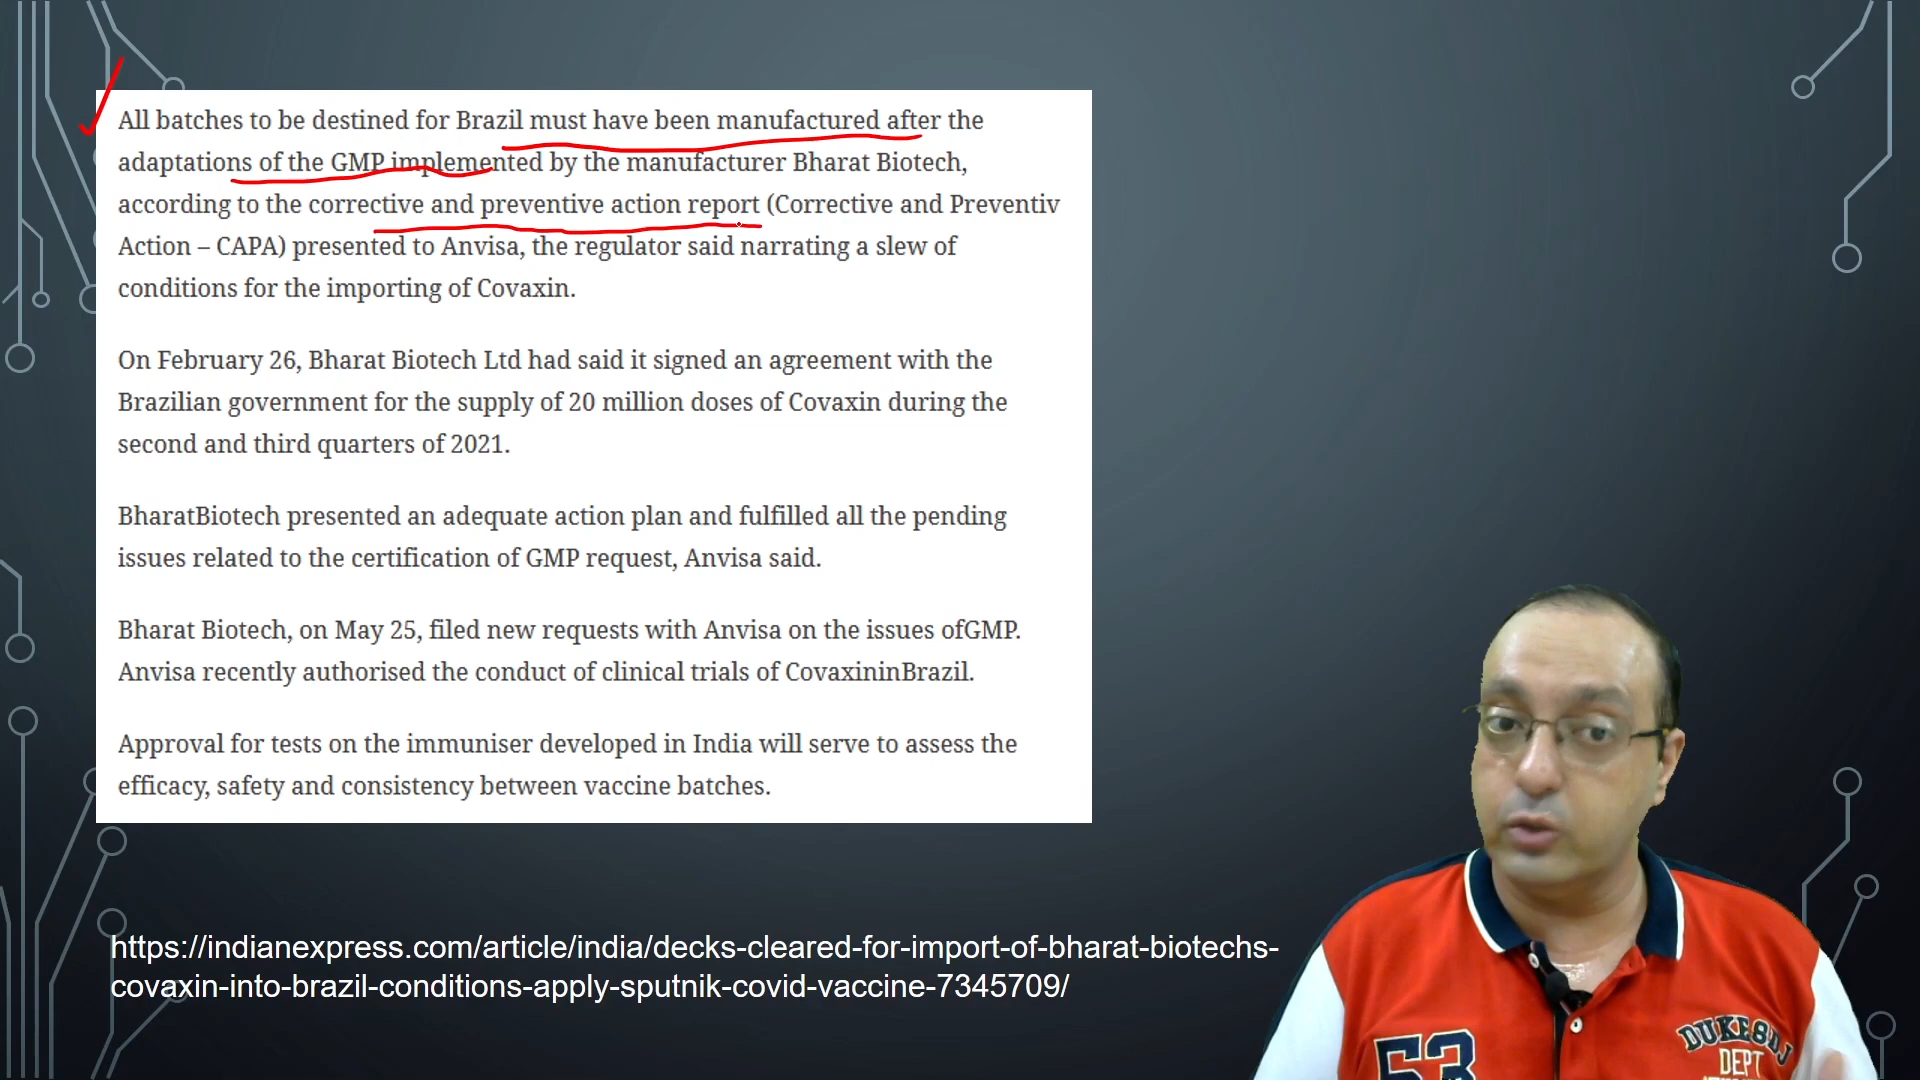 All batches to be destined for Brazil must have been manufactured after the
adaptations of the GMP implemented by the manufacturer Bharat Biotech,
according to the corrective and preventive action report (Corrective and Preventiv
Action – CAPA) presented to Anvisa, the regulator said narrating a slew of
conditions for the importing of Covaxin.
On February 26, Bharat Biotech Ltd had said it signed an agreement with the
Brazilian government for the supply of 20 million doses of Covaxin during the
second and third quarters of 2021.
BharatBiotech presented an adequate action plan and fulfilled all the pending
issues related to the certification of GMP request, Anvisa said.
Bharat Biotech, on May 25, filed new requests with Anvisa on the issues ofGMP.
Anvisa recently authorised the conduct of clinical trials of CovaxininBrazil.
Approval for tests on the immuniser developed in India will serve to assess the
efficacy, safety and consistency between vaccine batches.
https://indianexpress.com/article/india/decks-cleared-for-import-of-bharat-biotechs-
covaxin-into-brazil-conditions-apply-sputnik-covid-vaccine-7345709/
53
DEPT